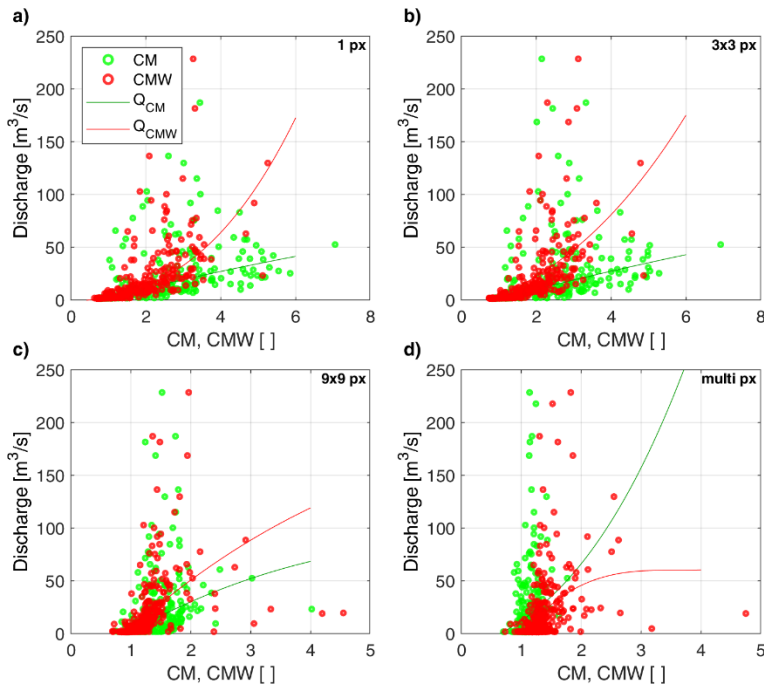 a)
1 px
250
200
150
100
50
0
Discharge [m³/s]
CM
CMW
Q_CM
Q_CMW
0 2 4 6 8
CM, CMW [ ]
b)
3x3 px
250
200
150
100
50
0
Discharge [m³/s]
0 2 4 6 8
CM, CMW [ ]
c)
9x9 px
250
200
150
100
50
0
Discharge [m³/s]
0 1 2 3 4 5
CM, CMW [ ]
d)
multi px
250
200
150
100
50
0
Discharge [m³/s]
0 1 2 3 4 5
CM, CMW [ ]